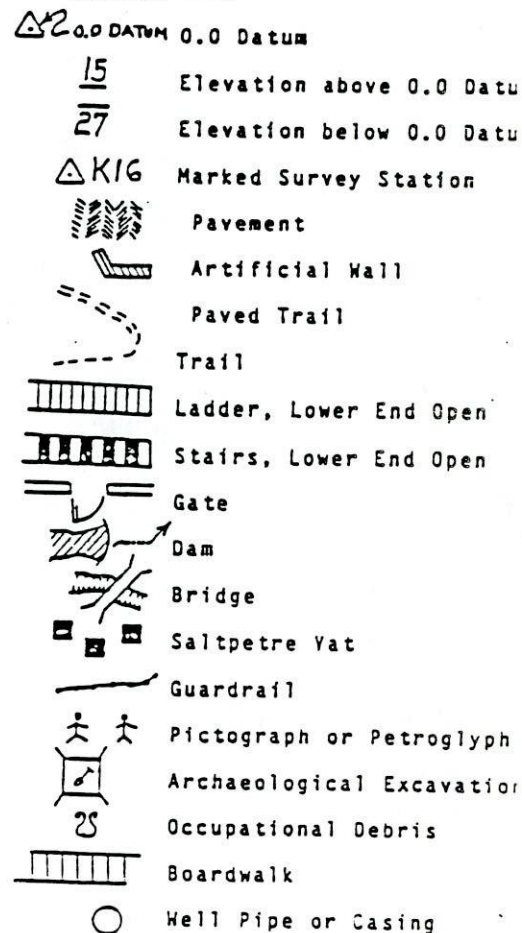 0.0 DATUM 0.0 Datum
15 Elevation above 0.0 Datu
27 Elevation below 0.0 Datu
K16 Marked Survey Station
Pavement
Artificial Wall
Paved Trail
Trail
Ladder, Lower End Open
Stairs, Lower End Open
Gate
Dam
Bridge
Saltpetre Vat
Guardrail
Pictograph or Petroglyph
Archaeological Excavation
Occupational Debris
Boardwalk
Well Pipe or Casing